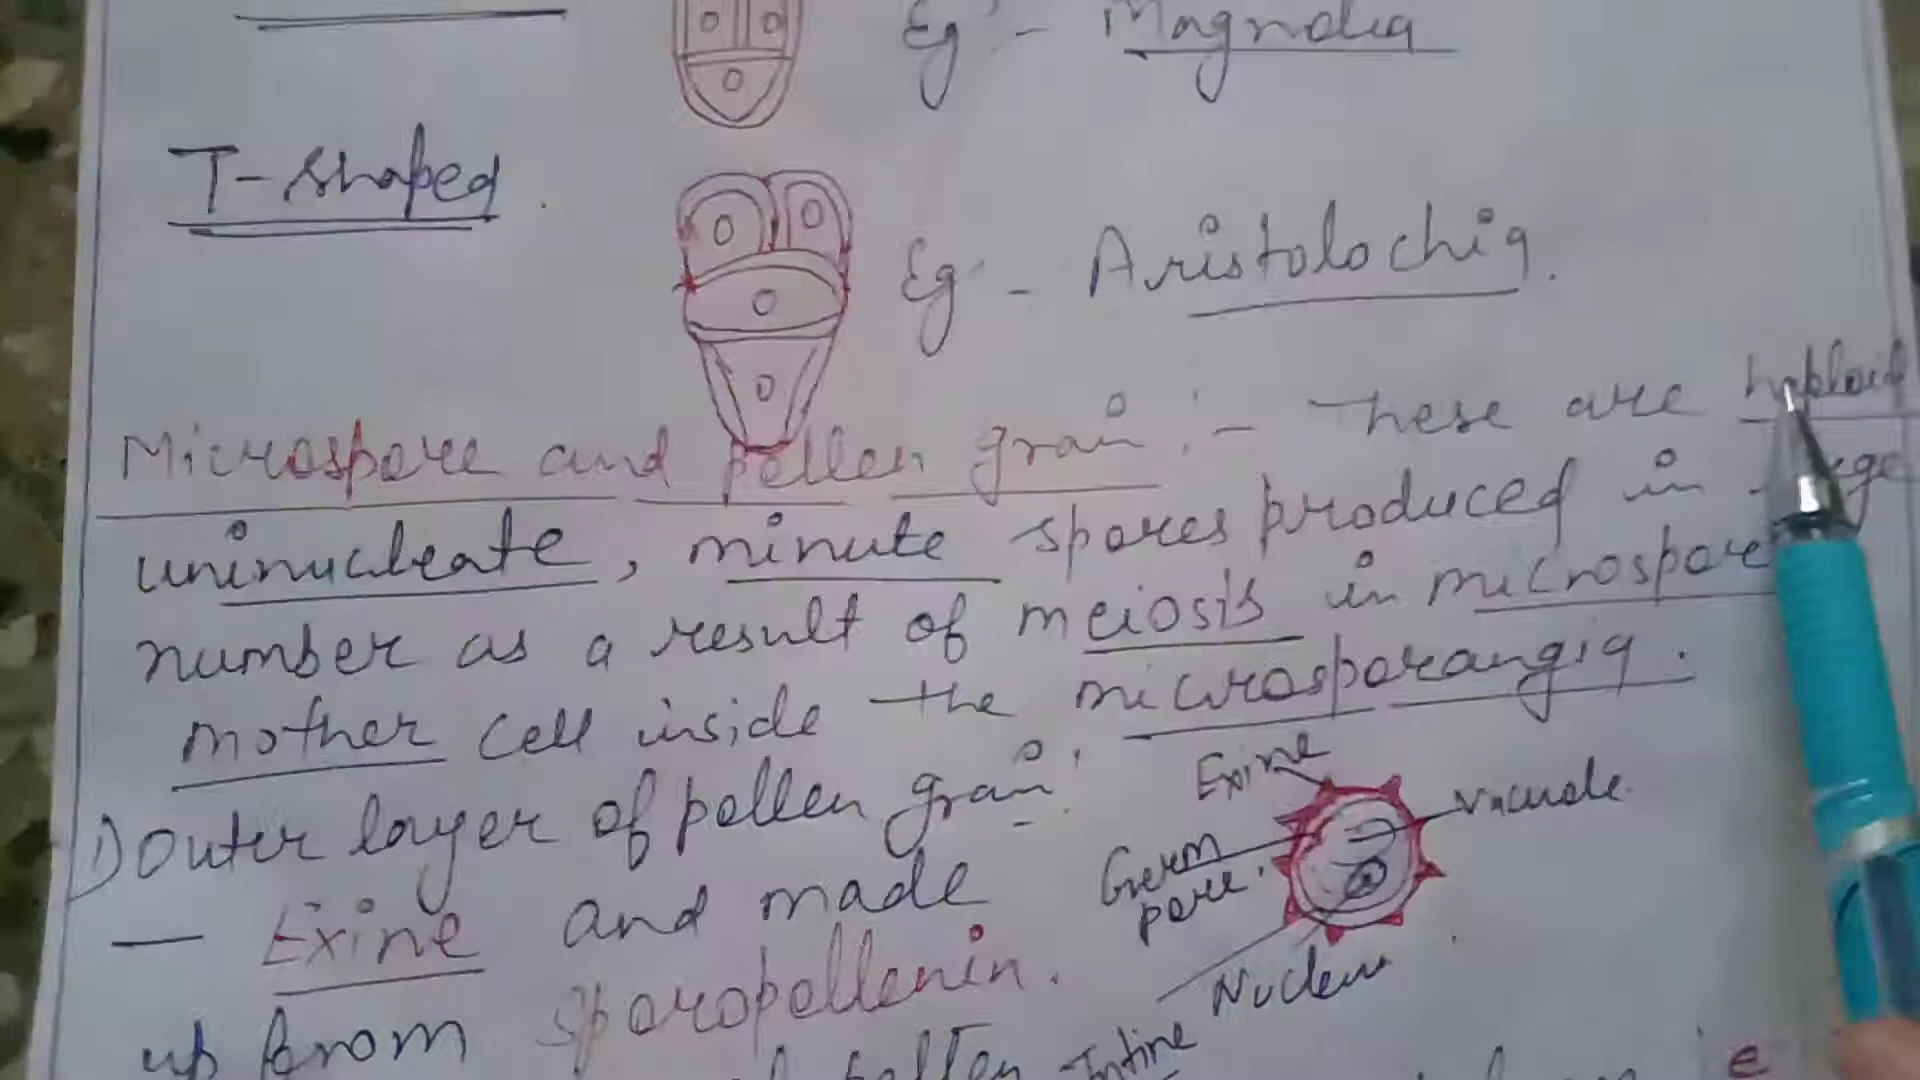 Eg :- Magnolia
T-shaped.
Eg - Aristolochia.
Microspore and pollen grain :- These are haploid
uninucleate, minute spores produced in large
number as a result of meiosis in microspore
mother cell inside the microsporangia.
1) Outer layer of pollen grain :-
Exine
Vacuole.
Germ
pore.
- Exine and made
Nucleus
up from sporopollenin.
Intine
pollen